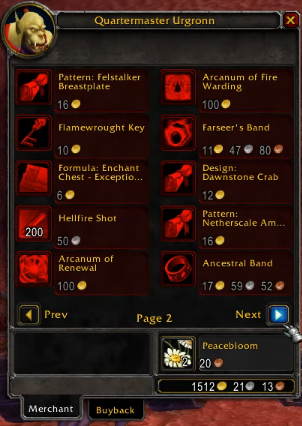 Quartermaster Urgronn
Pattern: Felstalker
Breastplate
16
Arcanum of Fire
Warding
100
Flamewrought Key
10
Farseer's Band
11 47 80
Formula: Enchant
Chest - Exceptio...
6
Design:
Dawnstone Crab
12
200
Hellfire Shot
50
Pattern:
Netherscale Am...
16
Arcanum of
Renewal
100
Ancestral Band
17 59 52
Prev
Page 2
Next
2
Peacebloom
20
1512 21 13
Merchant
Buyback